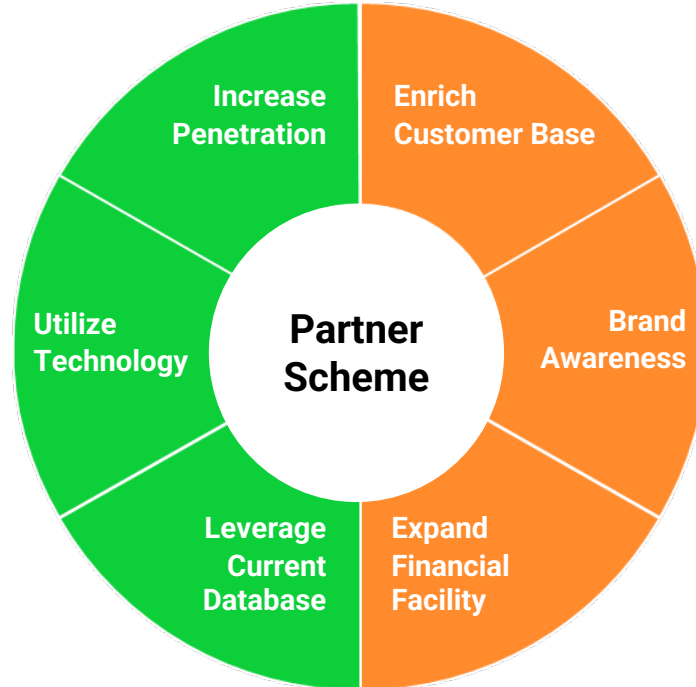 Increase
Penetration
Enrich
Customer Base
Utilize
Technology
Partner
Scheme
Brand
Awareness
Leverage
Current
Database
Expand
Financial
Facility